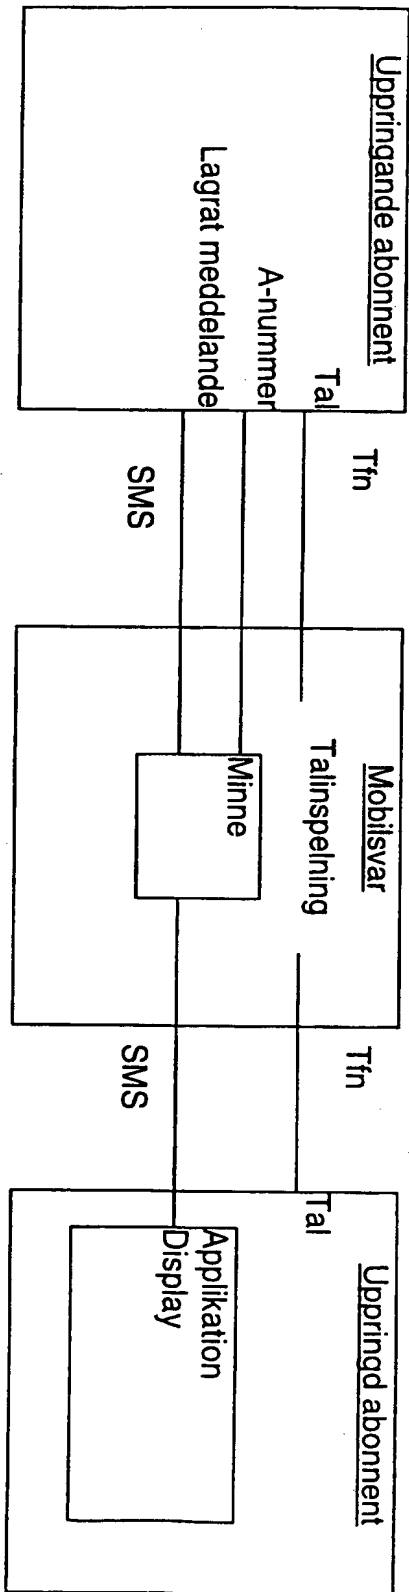 Uppringande abonnent
Tal
A-nummer
Lagrat meddelande
Tfn
SMS
Mobilsvar
Talinspelning
Minne
Tfn
SMS
Uppringd abonnent
Tal
Applikation
Display